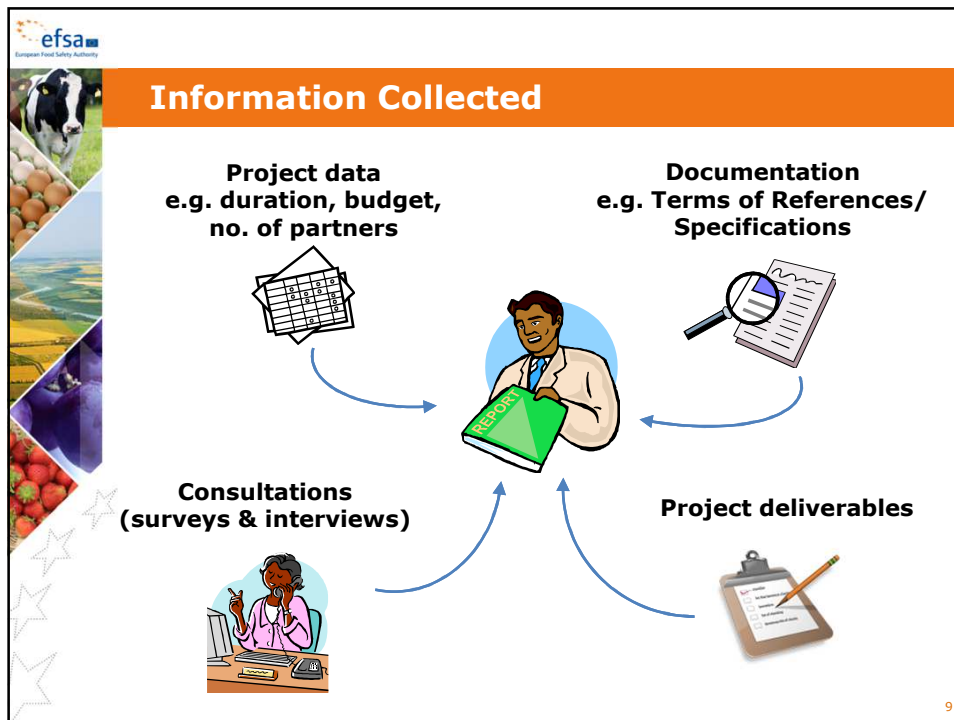 efsa
European Food Safety Authority
Information Collected
Project data
e.g. duration, budget,
no. of partners
Documentation
e.g. Terms of References/
Specifications
REPORT
Consultations
(surveys & interviews)
Project deliverables
9